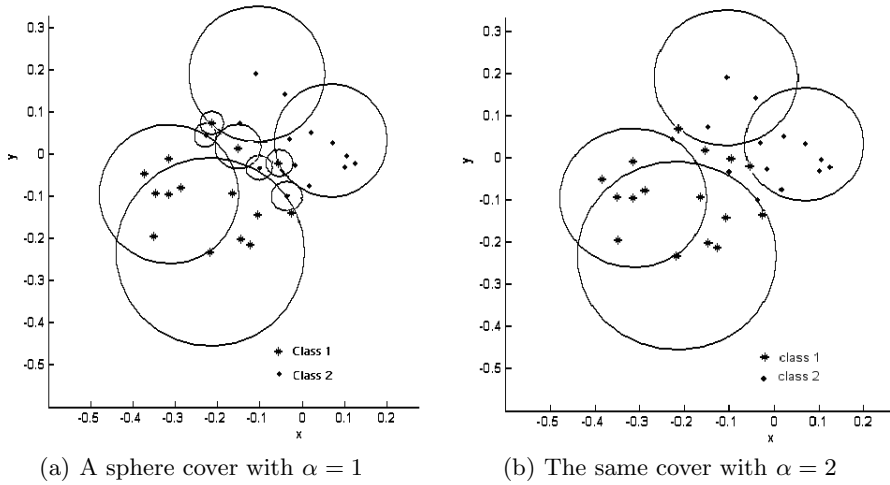 0.3
0.2
0.1
0
-0.1
-0.2
-0.3
-0.4
-0.5
y
-0.5 -0.4 -0.3 -0.2 -0.1 0 0.1 0.2
x
Class 1
Class 2
(a) A sphere cover with α = 1
0.3
0.2
0.1
0
-0.1
-0.2
-0.3
-0.4
-0.5
y
-0.5 -0.4 -0.3 -0.2 -0.1 0 0.1 0.2
x
class 1
class 2
(b) The same cover with α = 2